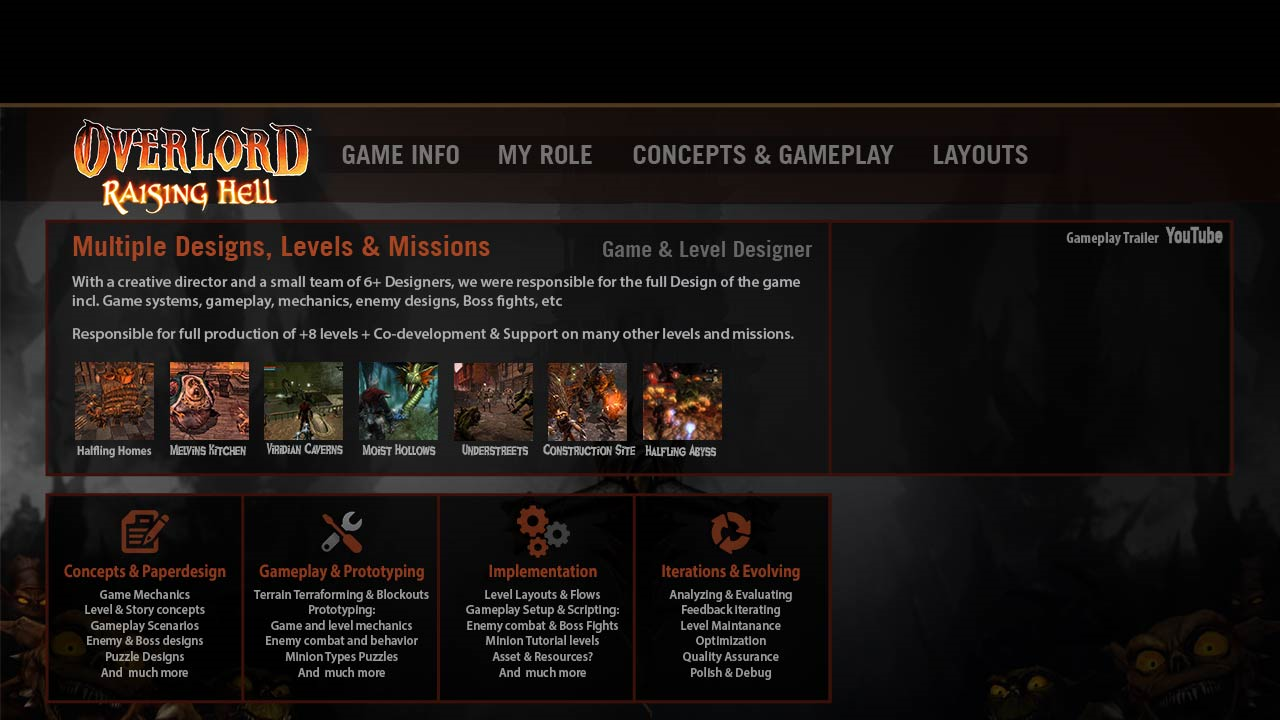 OVERLORD™
RAISING HELL
GAME INFO
MY ROLE
CONCEPTS & GAMEPLAY
LAYOUTS
Multiple Designs, Levels & Missions
Game & Level Designer
With a creative director and a small team of 6+ Designers, we were responsible for the full Design of the game
incl. Game systems, gameplay, mechanics, enemy designs, Boss fights, etc
Responsible for full production of +8 levels + Co-development & Support on many other levels and missions.
Halfling Homes
Melvins Kitchen
Viridian Caverns
Moist Hollows
Understreets
Construction Site
Halfling Abyss
Gameplay Trailer YouTube
Concepts & Paperdesign
Game Mechanics
Level & Story concepts
Gameplay Scenarios
Enemy & Boss designs
Puzzle Designs
And much more
Gameplay & Prototyping
Terrain Terraforming & Blockouts
Prototyping:
Game and level mechanics
Enemy combat and behavior
Minion Types Puzzles
And much more
Implementation
Level Layouts & Flows
Gameplay Setup & Scripting:
Enemy combat & Boss Fights
Minion Tutorial levels
Asset & Resources?
And much more
Iterations & Evolving
Analyzing & Evaluating
Feedback iterating
Level Maintanance
Optimization
Quality Assurance
Polish & Debug